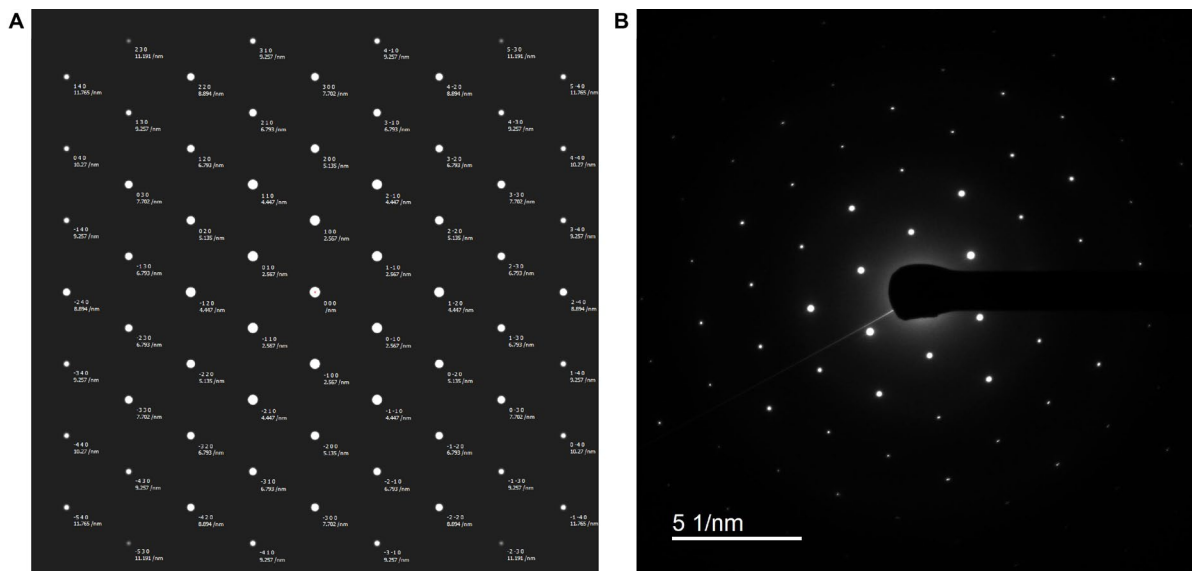 A
2 3 0
11.191 /nm
3 1 0
9.257 /nm
4 -1 0
9.257 /nm
5 -3 0
11.191 /nm
1 4 0
11.765 /nm
2 2 0
8.894 /nm
3 0 0
7.702 /nm
4 -2 0
8.894 /nm
5 -4 0
11.765 /nm
1 3 0
9.257 /nm
2 1 0
6.793 /nm
3 -1 0
6.793 /nm
4 -3 0
9.257 /nm
0 4 0
10.27 /nm
1 2 0
6.793 /nm
2 0 0
5.135 /nm
3 -2 0
6.793 /nm
4 -4 0
10.27 /nm
0 3 0
7.702 /nm
1 1 0
4.447 /nm
2 -1 0
4.447 /nm
3 -3 0
7.702 /nm
-1 4 0
9.257 /nm
0 2 0
5.135 /nm
1 0 0
2.567 /nm
2 -2 0
5.135 /nm
3 -4 0
9.257 /nm
-1 3 0
6.793 /nm
0 1 0
2.567 /nm
1 -1 0
2.567 /nm
2 -3 0
6.793 /nm
-2 4 0
8.894 /nm
-1 2 0
4.447 /nm
0 0 0
/nm
1 -2 0
4.447 /nm
2 -4 0
8.894 /nm
-2 3 0
6.793 /nm
-1 1 0
2.567 /nm
0 -1 0
2.567 /nm
1 -3 0
6.793 /nm
-3 4 0
9.257 /nm
-2 2 0
5.135 /nm
-1 0 0
2.567 /nm
0 -2 0
5.135 /nm
1 -4 0
9.257 /nm
-3 3 0
7.702 /nm
-2 1 0
4.447 /nm
-1 -1 0
4.447 /nm
0 -3 0
7.702 /nm
-4 4 0
10.27 /nm
-3 2 0
6.793 /nm
-2 0 0
5.135 /nm
-1 -2 0
6.793 /nm
0 -4 0
10.27 /nm
-4 3 0
9.257 /nm
-3 1 0
6.793 /nm
-2 -1 0
6.793 /nm
-1 -3 0
9.257 /nm
-5 4 0
11.765 /nm
-4 2 0
8.894 /nm
-3 0 0
7.702 /nm
-2 -2 0
8.894 /nm
-1 -4 0
11.765 /nm
-5 3 0
11.191 /nm
-4 1 0
9.257 /nm
-3 -1 0
9.257 /nm
-2 -3 0
11.191 /nm
B
5 1/nm